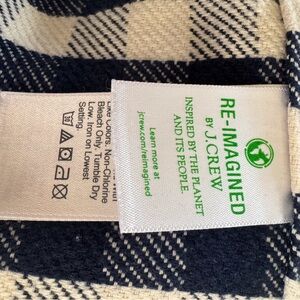 RE-IMAGINED
BY J.CREW
INSPIRED BY THE PLANET
AND ITS PEOPLE.
Learn more at
jcrew.com/reimagined
Like Colors. Non-Chlorine
Bleach Only. Tumble Dry
Low. Iron on Lowest
Setting.